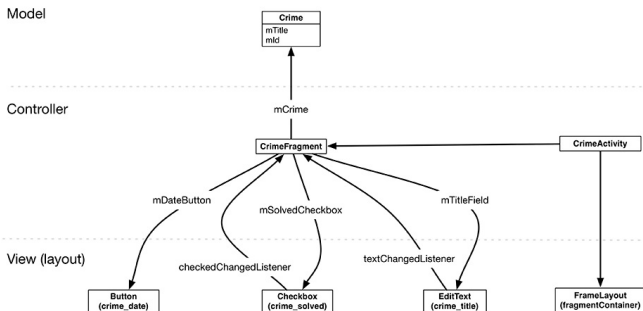 Model
Crime
mTitle
mId
Controller
mCrime
CrimeFragment
CrimeActivity
mDateButton
mSolvedCheckbox
mTitleField
View (layout)
checkedChangedListener
textChangedListener
Button
(crime_date)
Checkbox
(crime_solved)
EditText
(crime_title)
FrameLayout
(fragmentContainer)